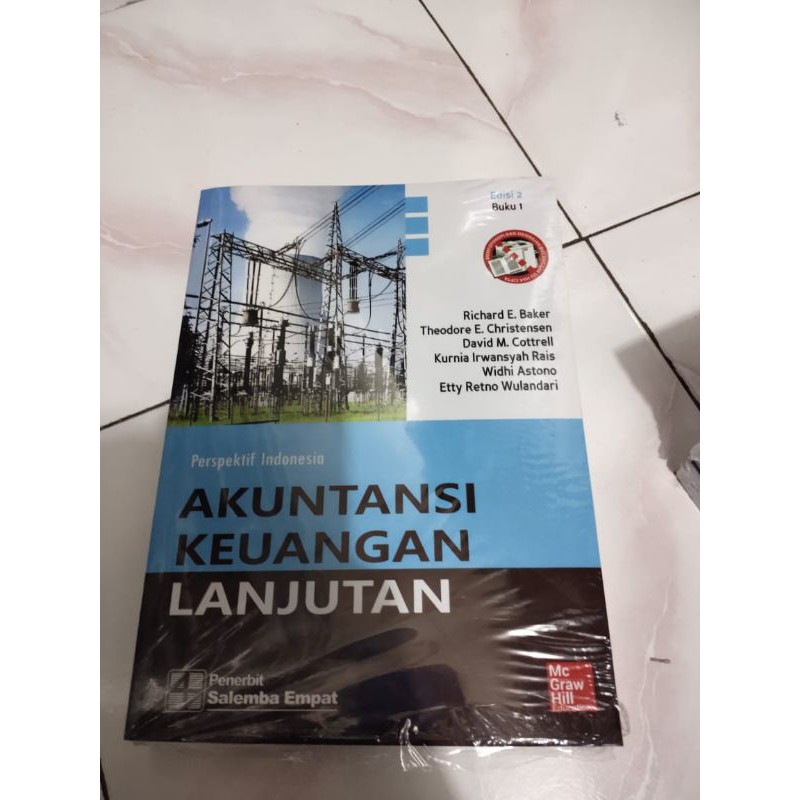 Edisi 2
Buku 1
Richard E. Baker
Theodore E. Christensen
David M. Cottrell
Kurnia Irwansyah Rais
Widhi Astono
Etty Retno Wulandari
Perspektif Indonesia
AKUNTANSI
KEUANGAN
LANJUTAN
Penerbit
Salemba Empat
Mc
Graw
Hill
Education